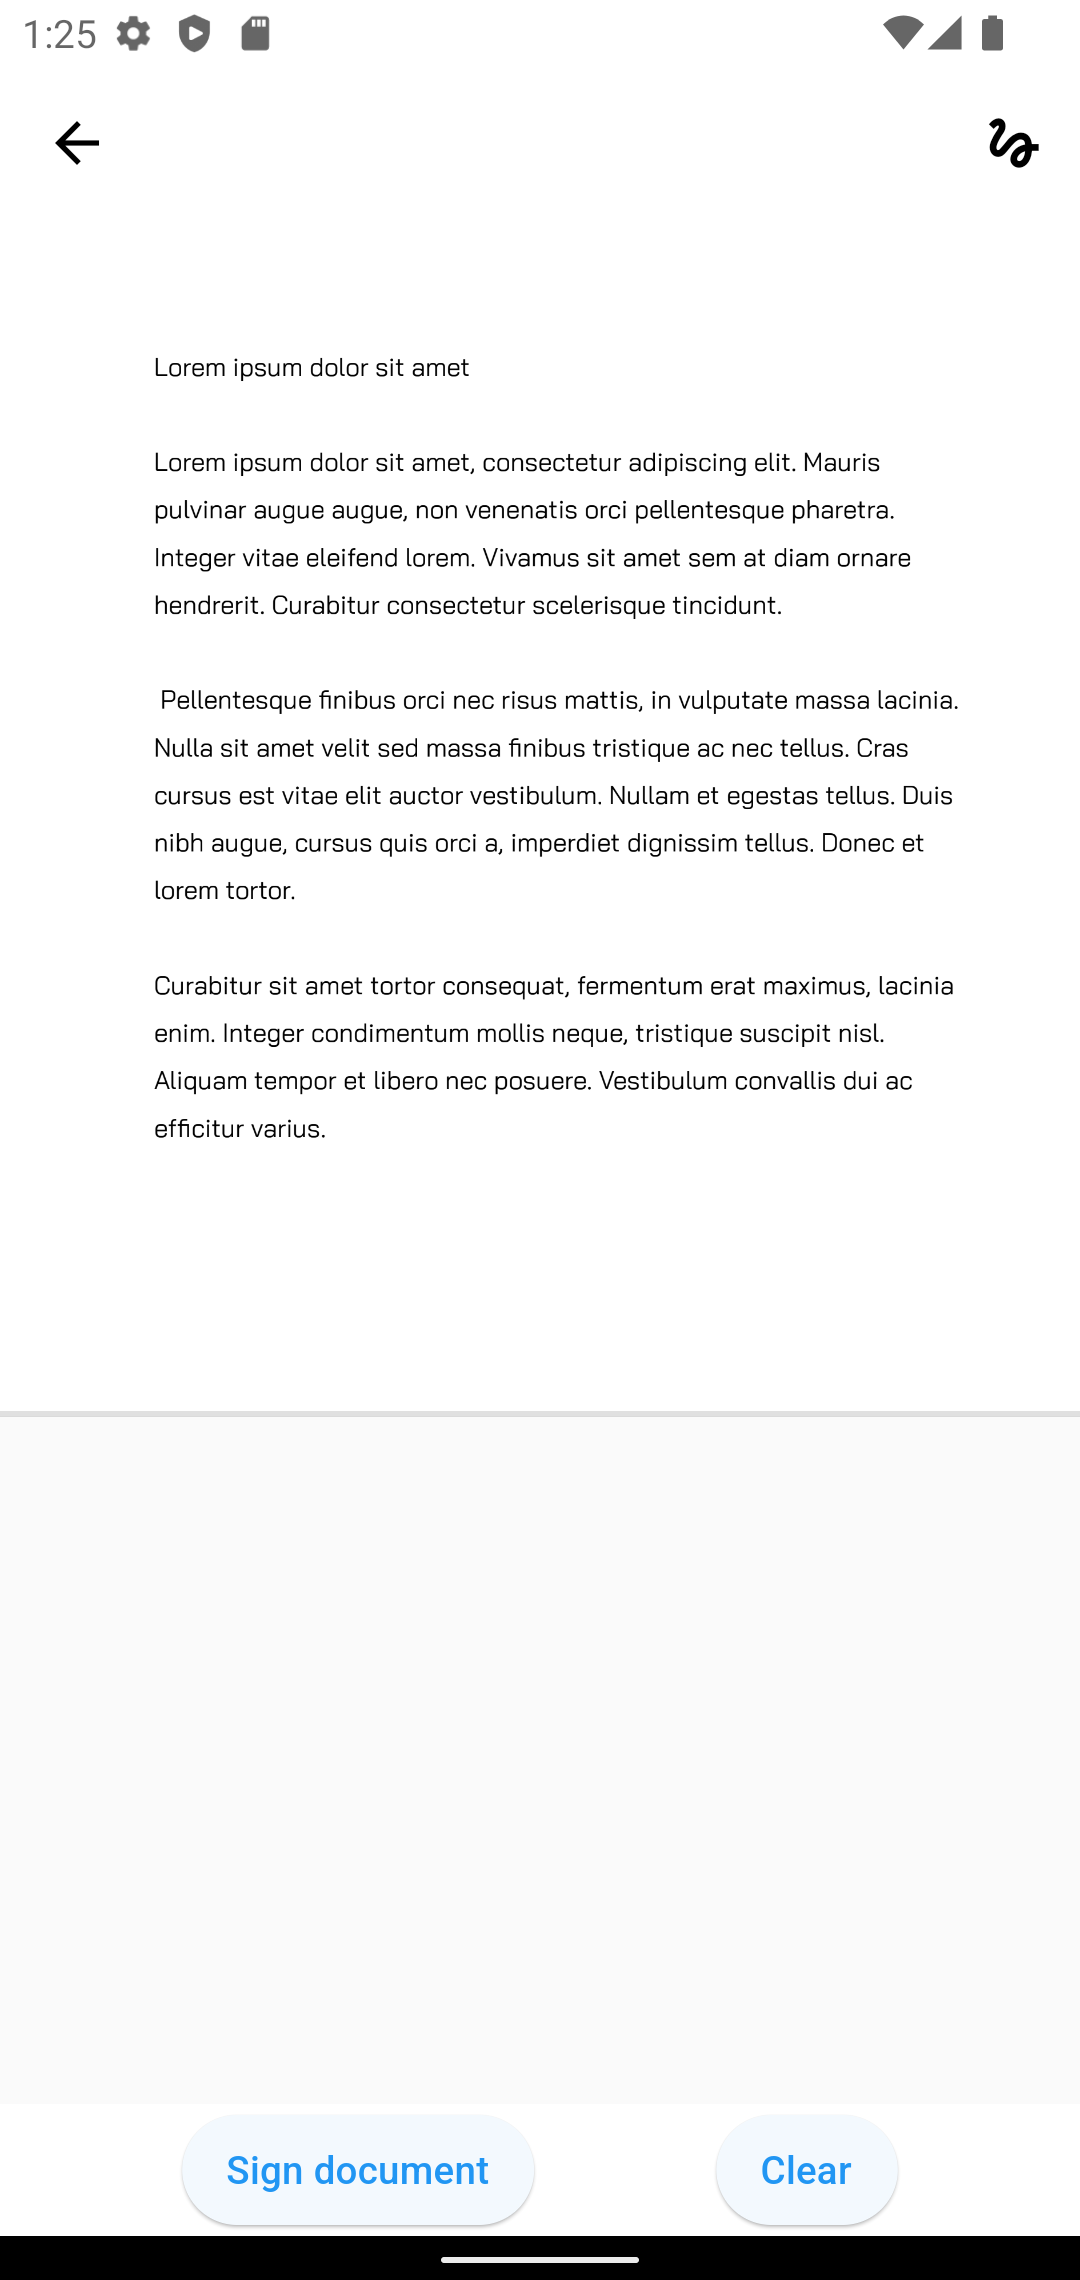 1:25
Lorem ipsum dolor sit amet
Lorem ipsum dolor sit amet, consectetur adipiscing elit. Mauris
pulvinar augue augue, non venenatis orci pellentesque pharetra.
Integer vitae eleifend lorem. Vivamus sit amet sem at diam ornare
hendrerit. Curabitur consectetur scelerisque tincidunt.
Pellentesque finibus orci nec risus mattis, in vulputate massa lacinia.
Nulla sit amet velit sed massa finibus tristique ac nec tellus. Cras
cursus est vitae elit auctor vestibulum. Nullam et egestas tellus. Duis
nibh augue, cursus quis orci a, imperdiet dignissim tellus. Donec et
lorem tortor.
Curabitur sit amet tortor consequat, fermentum erat maximus, lacinia
enim. Integer condimentum mollis neque, tristique suscipit nisl.
Aliquam tempor et libero nec posuere. Vestibulum convallis dui ac
efficitur varius.
Sign document
Clear